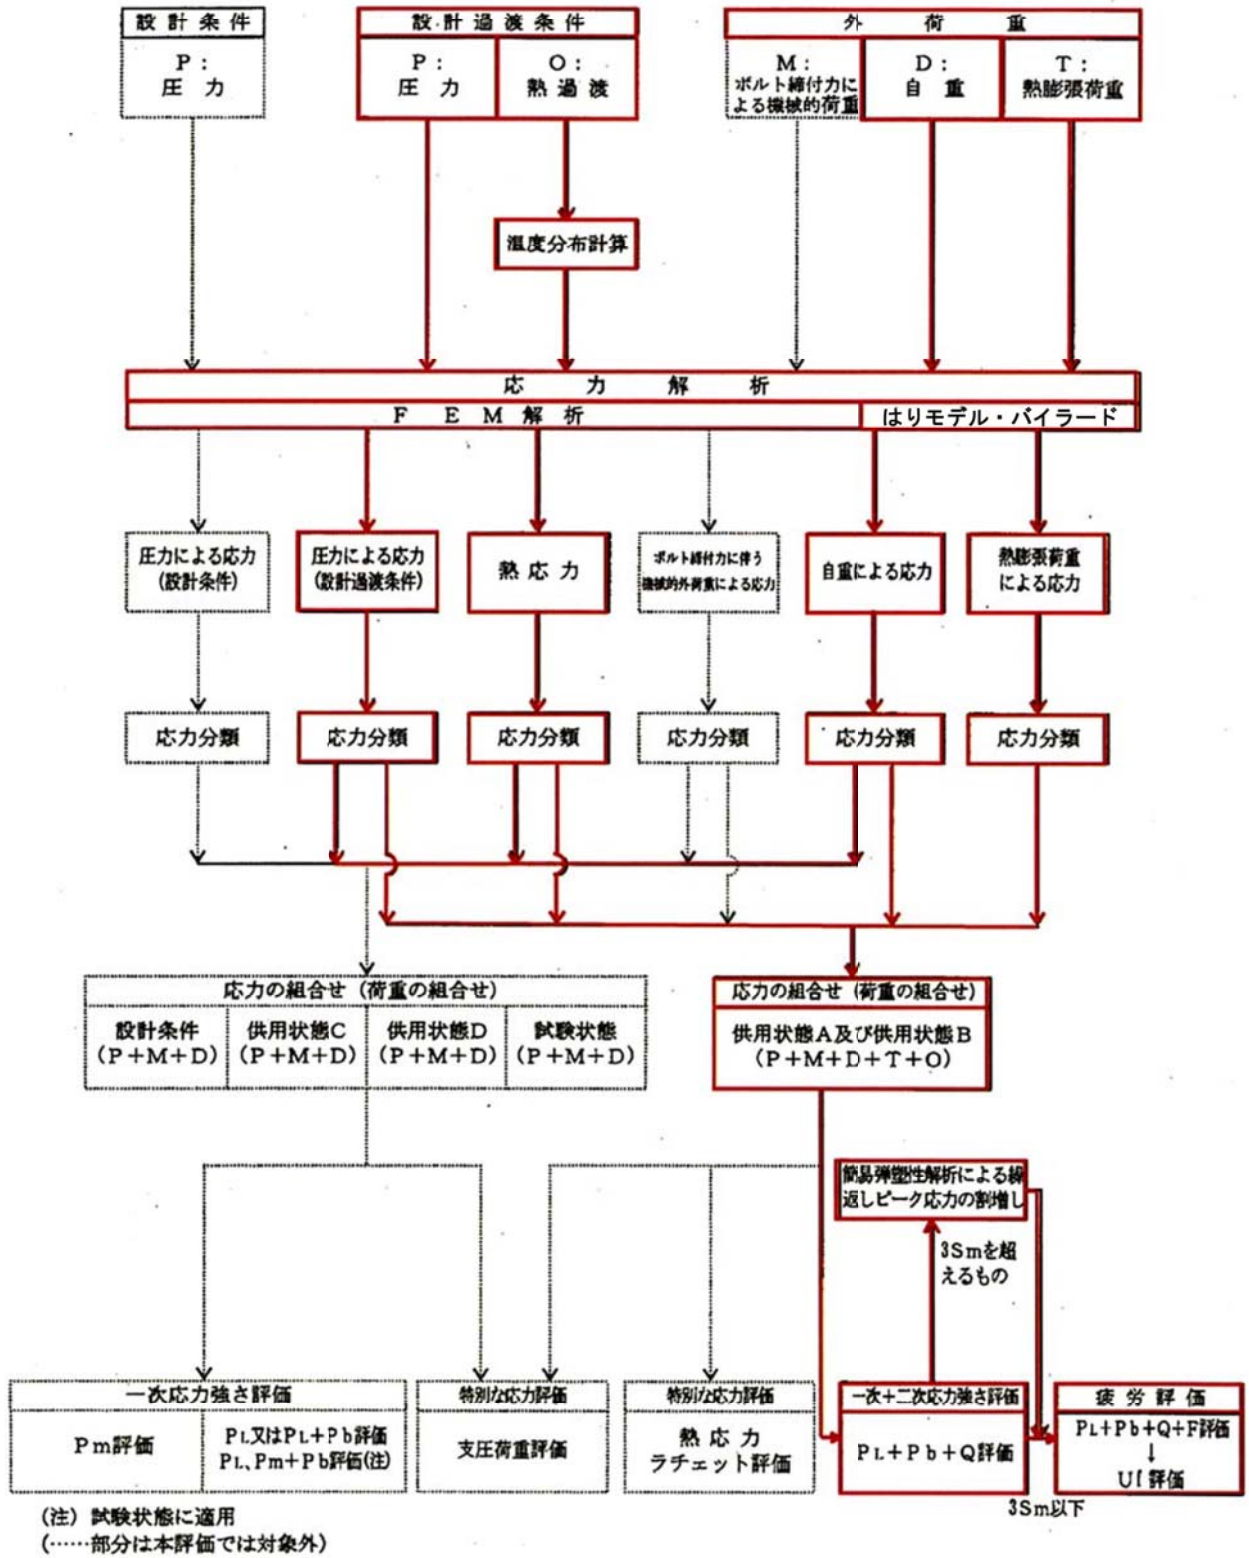 設計条件
P:
圧力
設計過渡条件
P:
圧力
O:
熱過渡
外荷重
M:
ボルト締付力に
よる機械的荷重
D:
自重
T:
熱膨張荷重
温度分布計算
応力解析
FEM解析
はりモデル・バイラード
圧力による応力
(設計条件)
圧力による応力
(設計過渡条件)
熱応力
ボルト締付力に伴う
機械的外荷重による応力
自重による応力
熱膨張荷重
による応力
応力分類
応力分類
応力分類
応力分類
応力分類
応力分類
応力の組合せ(荷重の組合せ)
設計条件
(P+M+D)
供用状態C
(P+M+D)
供用状態D
(P+M+D)
試験状態
(P+M+D)
応力の組合せ(荷重の組合せ)
供用状態A及び供用状態B
(P+M+D+T+O)
簡易弾塑性解析による繰
返しピーク応力の割増し
3Smを超
えるもの
一次応力強さ評価
Pm評価
PL又はPL+Pb評価
PL、Pm+Pb評価(注)
特別な応力評価
支圧荷重評価
特別な応力評価
熱応力
ラチェット評価
一次+二次応力強さ評価
PL+Pb+Q評価
疲労評価
PL+Pb+Q+F評価
↓
Uf評価
3Sm以下
(注)試験状態に適用
(……部分は本評価では対象外)